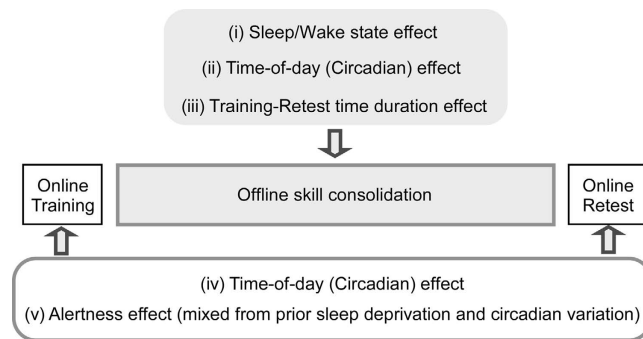 (i) Sleep/Wake state effect
(ii) Time-of-day (Circadian) effect
(iii) Training-Retest time duration effect
Online
Training
Offline skill consolidation
Online
Retest
(iv) Time-of-day (Circadian) effect
(v) Alertness effect (mixed from prior sleep deprivation and circadian variation)